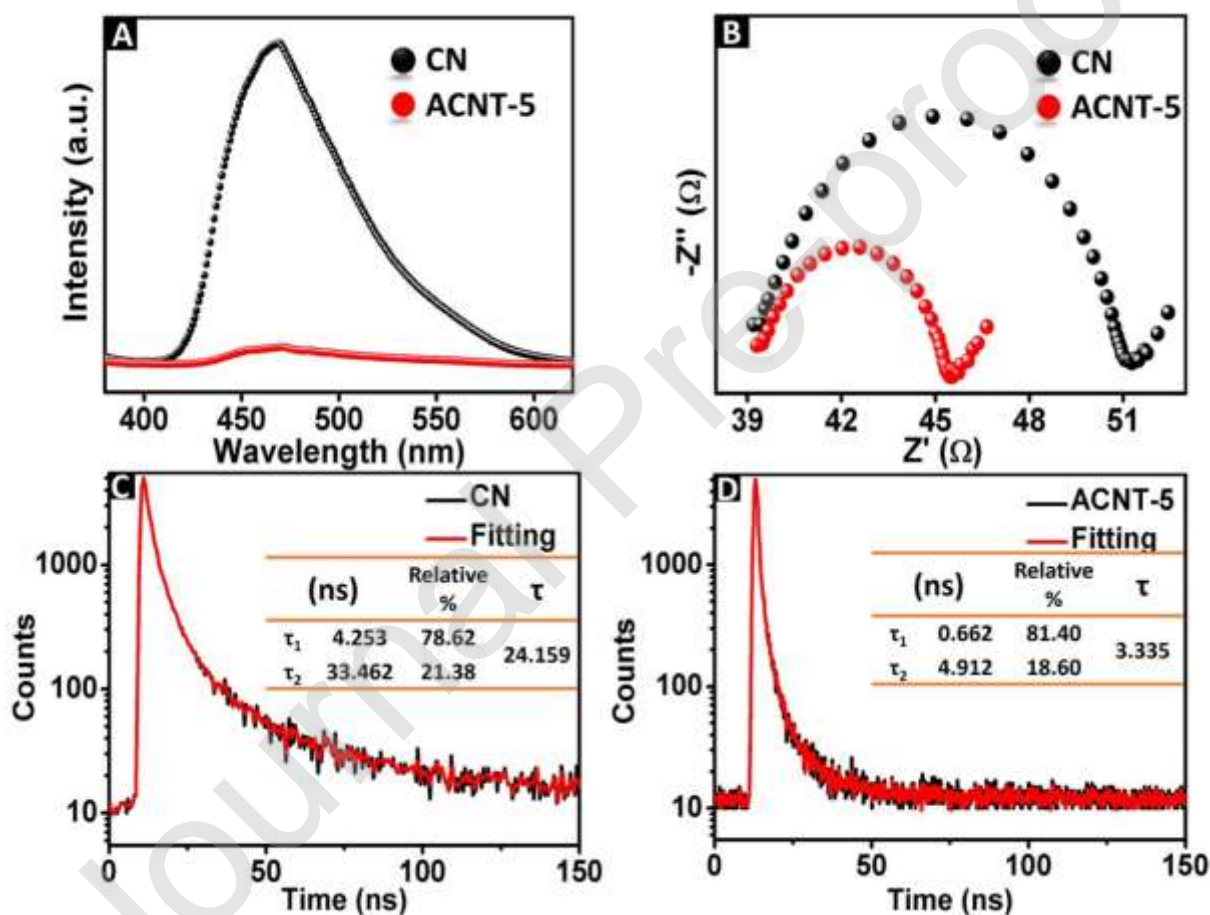 A
CN
ACNT-5
Intensity (a.u.)
400 450 500 550 600
Wavelength (nm)
B
CN
ACNT-5
-Z'' (Ω)
39 42 45 48 51
Z' (Ω)
C
CN
Fitting
(ns) Relative % τ
τ1 4.253 78.62 24.159
τ2 33.462 21.38
Counts
1000
100
10
0 50 100 150
Time (ns)
D
ACNT-5
Fitting
(ns) Relative % τ
τ1 0.662 81.40 3.335
τ2 4.912 18.60
Counts
1000
100
10
0 50 100 150
Time (ns)
Journal Preproo